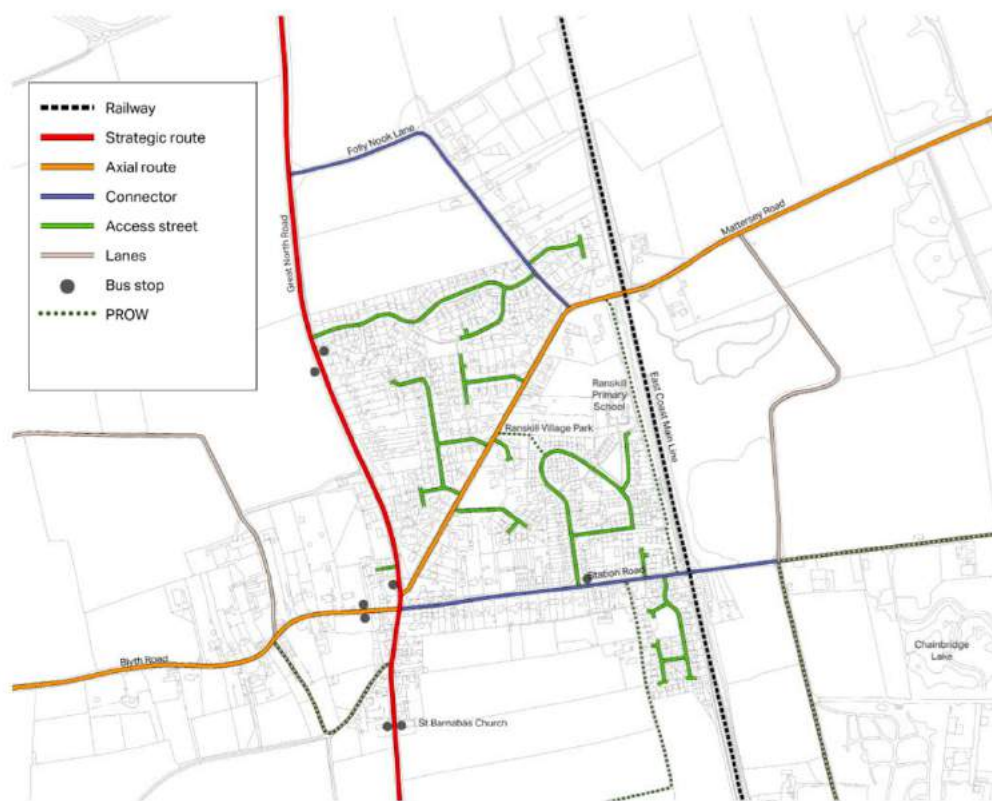 Railway
Strategic route
Axial route
Connector
Access street
Lanes
Bus stop
PROW
Folly Nook Lane
Great North Road
Mattersey Road
Ranskill
Primary
School
East Coast Main Line
Ranskill Village Park
Station Road
Blyth Road
St Barnabas Church
Chainbridge
Lake